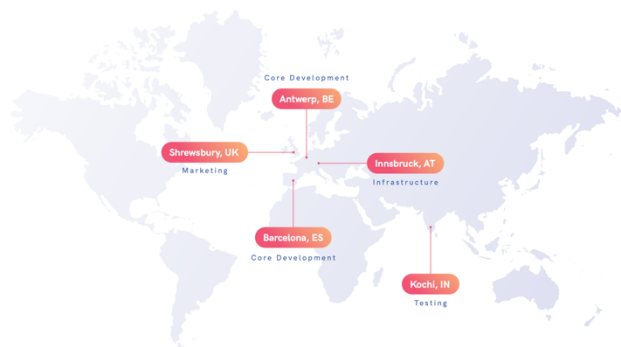 Core Development
Antwerp, BE
Shrewsbury, UK
Marketing
Innsbruck, AT
Infrastructure
Barcelona, ES
Core Development
Kochi, IN
Testing